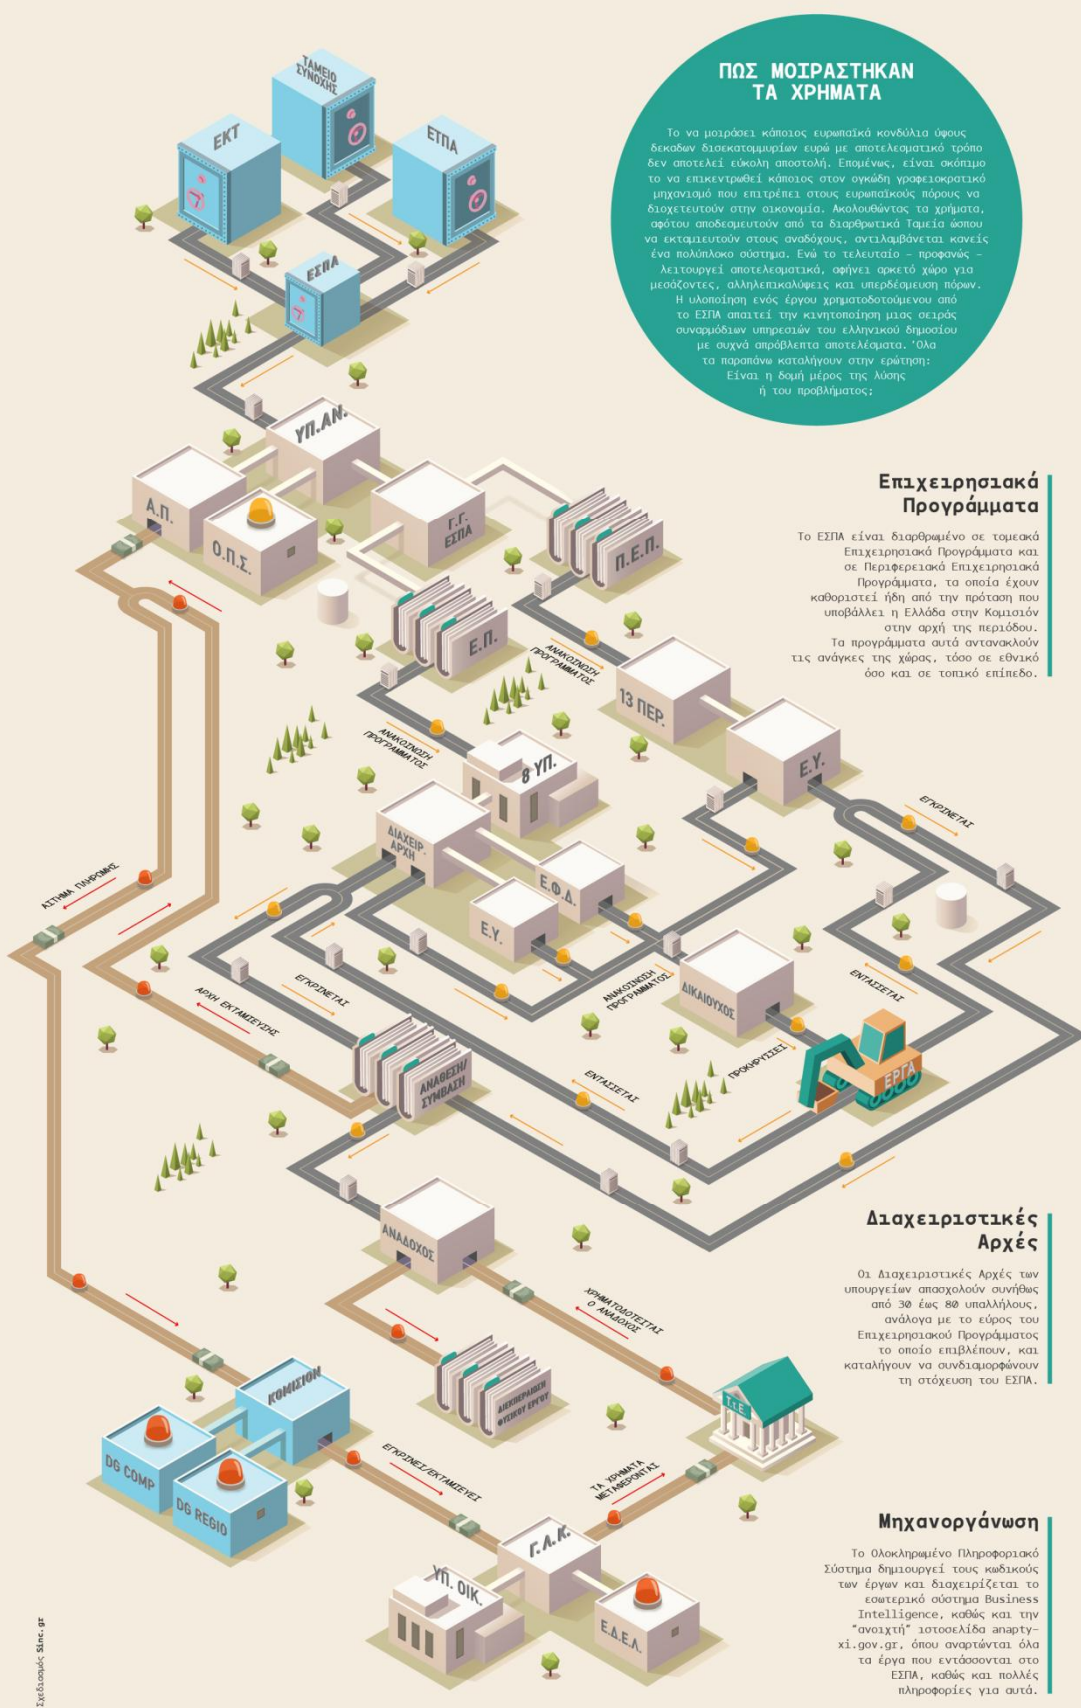 ΠΩΣ ΜΟΙΡΑΣΤΗΚΑΝ
ΤΑ ΧΡΗΜΑΤΑ
Το να μοιράσει κάποιος ευρωπαϊκά κονδύλια ύψους
δεκάδων δισεκατομμυρίων ευρώ με αποτελεσματικό τρόπο
δεν αποτελεί εύκολη αποστολή. Επομένως, είναι σκόπιμο
το να επικεντρωθεί κάποιος στον ογκώδη γραφειοκρατικό
μηχανισμό που επιτρέπει στους ευρωπαϊκούς πόρους να
διοχετευτούν στην οικονομία. Ακολουθώντας τα χρήματα,
αφότου αποδεσμευτούν από τα διαρθρωτικά Ταμεία ώσπου
να εκταμιευτούν στους αναδόχους, αντιλαμβάνεται κανείς
ένα πολύπλοκο σύστημα. Ενώ το τελευταίο – προφανώς –
λειτουργεί αποτελεσματικά, αφήνει αρκετό χώρο για
μεσάζοντες, αλληλεπικαλύψεις και υπερδέσμευση πόρων.
Η υλοποίηση ενός έργου χρηματοδοτούμενου από
το ΕΣΠΑ απαιτεί την κινητοποίηση μιας σειράς
συναρμόδιων υπηρεσιών του ελληνικού δημοσίου
με συχνά απρόβλεπτα αποτελέσματα. Όλα
τα παραπάνω καταλήγουν στην ερώτηση:
Είναι η δομή μέρος της λύσης
ή του προβλήματος;
ΤΑΜΕΙΟ
ΣΥΝΟΧΗΣ
ΕΚΤ
ΕΤΠΑ
ΕΣΠΑ
ΥΠ.ΑΝ.
Α.Π.
Ο.Π.Σ.
Γ.Γ.
ΕΣΠΑ
Π.Ε.Π.
Ε.Π.
Επιχειρησιακά
Προγράμματα
Το ΕΣΠΑ είναι διαρθρωμένο σε τομεακά
Επιχειρησιακά Προγράμματα και
σε Περιφερειακά Επιχειρησιακά
Προγράμματα, τα οποία έχουν
καθοριστεί ήδη από την πρόταση που
υποβάλλει η Ελλάδα στην Κομισιόν
στην αρχή της περιόδου.
Τα προγράμματα αυτά αντανακλούν
τις ανάγκες της χώρας, τόσο σε εθνικό
όσο και σε τοπικό επίπεδο.
ΑΝΑΚΟΙΝΩΣΗ
ΠΡΟΓΡΑΜΜΑΤΟΣ
13 ΠΕΡ.
Ε.Υ.
ΑΝΑΚΟΙΝΩΣΗ
ΠΡΟΓΡΑΜΜΑΤΟΣ
8 ΥΠ.
ΕΓΚΡΙΝΕΤΑΙ
ΔΙΑΧΕΙΡ.
ΑΡΧΗ
Ε.Φ.Δ.
Ε.Υ.
ΑΙΤΗΜΑ ΠΛΗΡΩΜΗΣ
ΑΡΧΗ ΕΚΤΑΜΙΕΥΣΗΣ
ΕΓΚΡΙΝΕΤΑΙ
ΑΝΑΚΟΙΝΩΣΗ
ΠΡΟΓΡΑΜΜΑΤΟΣ
ΔΙΚΑΙΟΥΧΟΣ
ΕΝΤΑΣΣΕΤΑΙ
ΠΡΟΚΗΡΥΣΣΕΙ
ΕΡΓΑ
ΕΝΤΑΣΣΕΤΑΙ
ΑΝΑΘΕΣΗ/
ΣΥΜΒΑΣΗ
ΑΝΑΔΟΧΟΣ
Διαχειριστικές
Αρχές
Οι Διαχειριστικές Αρχές των
υπουργείων απασχολούν συνήθως
από 30 έως 80 υπαλλήλους,
ανάλογα με το εύρος του
Επιχειρησιακού Προγράμματος
το οποίο επιβλέπουν, και
καταλήγουν να συνδιαμορφώνουν
τη στόχευση του ΕΣΠΑ.
ΧΡΗΜΑΤΟΔΟΤΕΙΤΑΙ
Ο ΑΝΑΔΟΧΟΣ
ΔΙΕΚΠΕΡΑΙΩΣΗ
ΦΥΣΙΚΟΥ ΕΡΓΟΥ
Τ.τ.Ε.
ΚΟΜΙΣΙΟΝ
DG COMP
DG REGIO
ΕΓΚΡΙΝΕΙ/ΕΚΤΑΜΙΕΥΕΙ
ΤΑ ΧΡΗΜΑΤΑ
ΜΕΤΑΦΕΡΟΝΤΑΙ
Γ.Λ.Κ.
ΥΠ. ΟΙΚ.
Ε.Δ.Ε.Λ.
Μηχανοργάνωση
Το Ολοκληρωμένο Πληροφοριακό
Σύστημα δημιουργεί τους κωδικούς
των έργων και διαχειρίζεται το
εσωτερικό σύστημα Business
Intelligence, καθώς και την
"ανοιχτή" ιστοσελίδα anapty-
xi.gov.gr, όπου αναρτώνται όλα
τα έργα που εντάσσονται στο
ΕΣΠΑ, καθώς και πολλές
πληροφορίες για αυτά.
Σχεδιασμός Sinc.gr